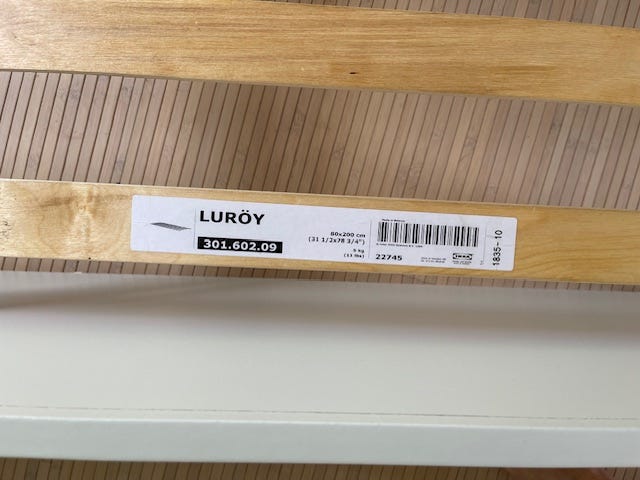 LURÖY
301.602.09
80x200 cm
(31 1/2x78 3/4")
5 kg
(11 lbs)
22745
IKEA
1835-10